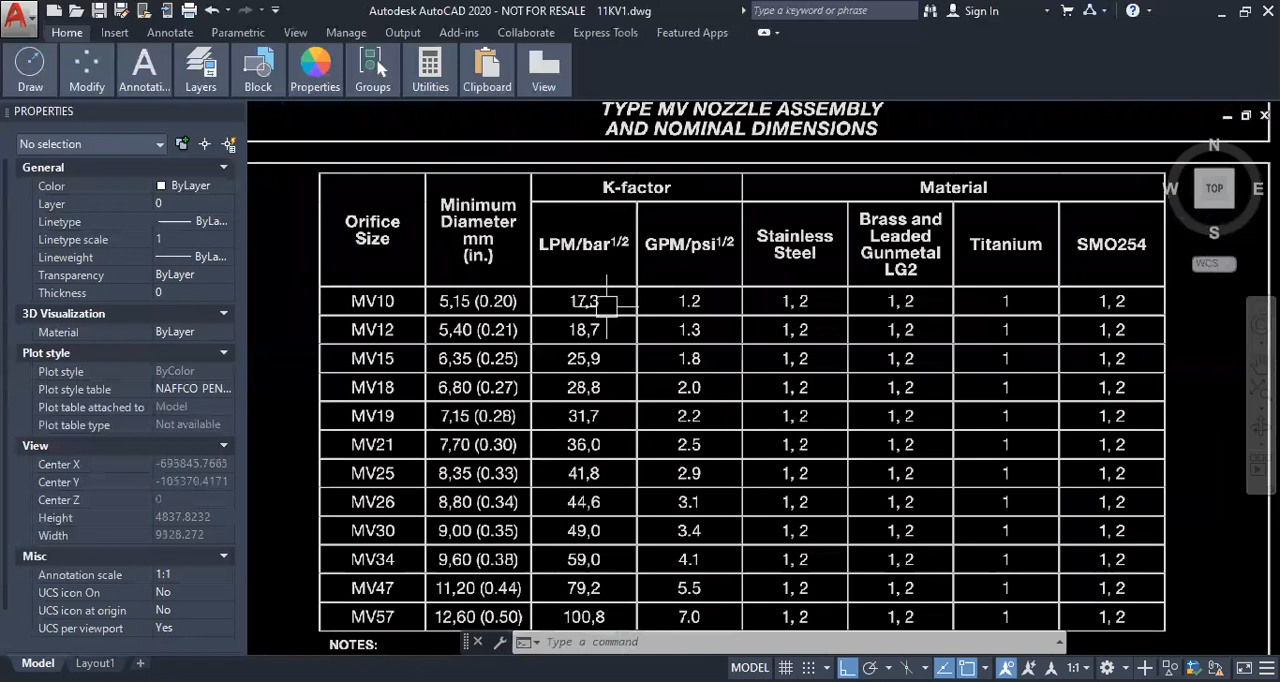 Autodesk AutoCAD 2020 - NOT FOR RESALE 11KV1.dwg
Type a keyword or phrase
Sign In
Home Insert Annotate Parametric View Manage Output Add-ins Collaborate Express Tools Featured Apps
Draw Modify Annotati... Layers Block Properties Groups Utilities Clipboard View
PROPERTIES
No selection
General
Color ByLayer
Layer 0
Linetype ByLa...
Linetype scale 1
Lineweight ByLa...
Transparency ByLayer
Thickness 0
3D Visualization
Material ByLayer
Plot style
Plot style ByColor
Plot style table NAFFCO PEN...
Plot table attached to Model
Plot table type Not available
View
Center X -695845.7665
Center Y -105370.4171
Center Z 0
Height 4837.8232
Width 9328.272
Misc
Annotation scale 1:1
UCS icon On No
UCS icon at origin No
UCS per viewport Yes
TYPE MV NOZZLE ASSEMBLY
AND NOMINAL DIMENSIONS
N
W TOP E
S
WCS
Orifice Size Minimum Diameter mm (in.) K-factor Material
LPM/bar1/2 GPM/psi1/2 Stainless Steel Brass and Leaded Gunmetal LG2 Titanium SMO254
MV10 5,15 (0.20) 17,3 1.2 1, 2 1, 2 1 1, 2
MV12 5,40 (0.21) 18,7 1.3 1, 2 1, 2 1 1, 2
MV15 6,35 (0.25) 25,9 1.8 1, 2 1, 2 1 1, 2
MV18 6,80 (0.27) 28,8 2.0 1, 2 1, 2 1 1, 2
MV19 7,15 (0.28) 31,7 2.2 1, 2 1, 2 1 1, 2
MV21 7,70 (0.30) 36,0 2.5 1, 2 1, 2 1 1, 2
MV25 8,35 (0.33) 41,8 2.9 1, 2 1, 2 1 1, 2
MV26 8,80 (0.34) 44,6 3.1 1, 2 1, 2 1 1, 2
MV30 9,00 (0.35) 49,0 3.4 1, 2 1, 2 1 1, 2
MV34 9,60 (0.38) 59,0 4.1 1, 2 1, 2 1 1, 2
MV47 11,20 (0.44) 79,2 5.5 1, 2 1, 2 1 1, 2
MV57 12,60 (0.50) 100,8 7.0 1, 2 1, 2 1 1, 2
NOTES:
Type a command
Model Layout1
MODEL 1:1